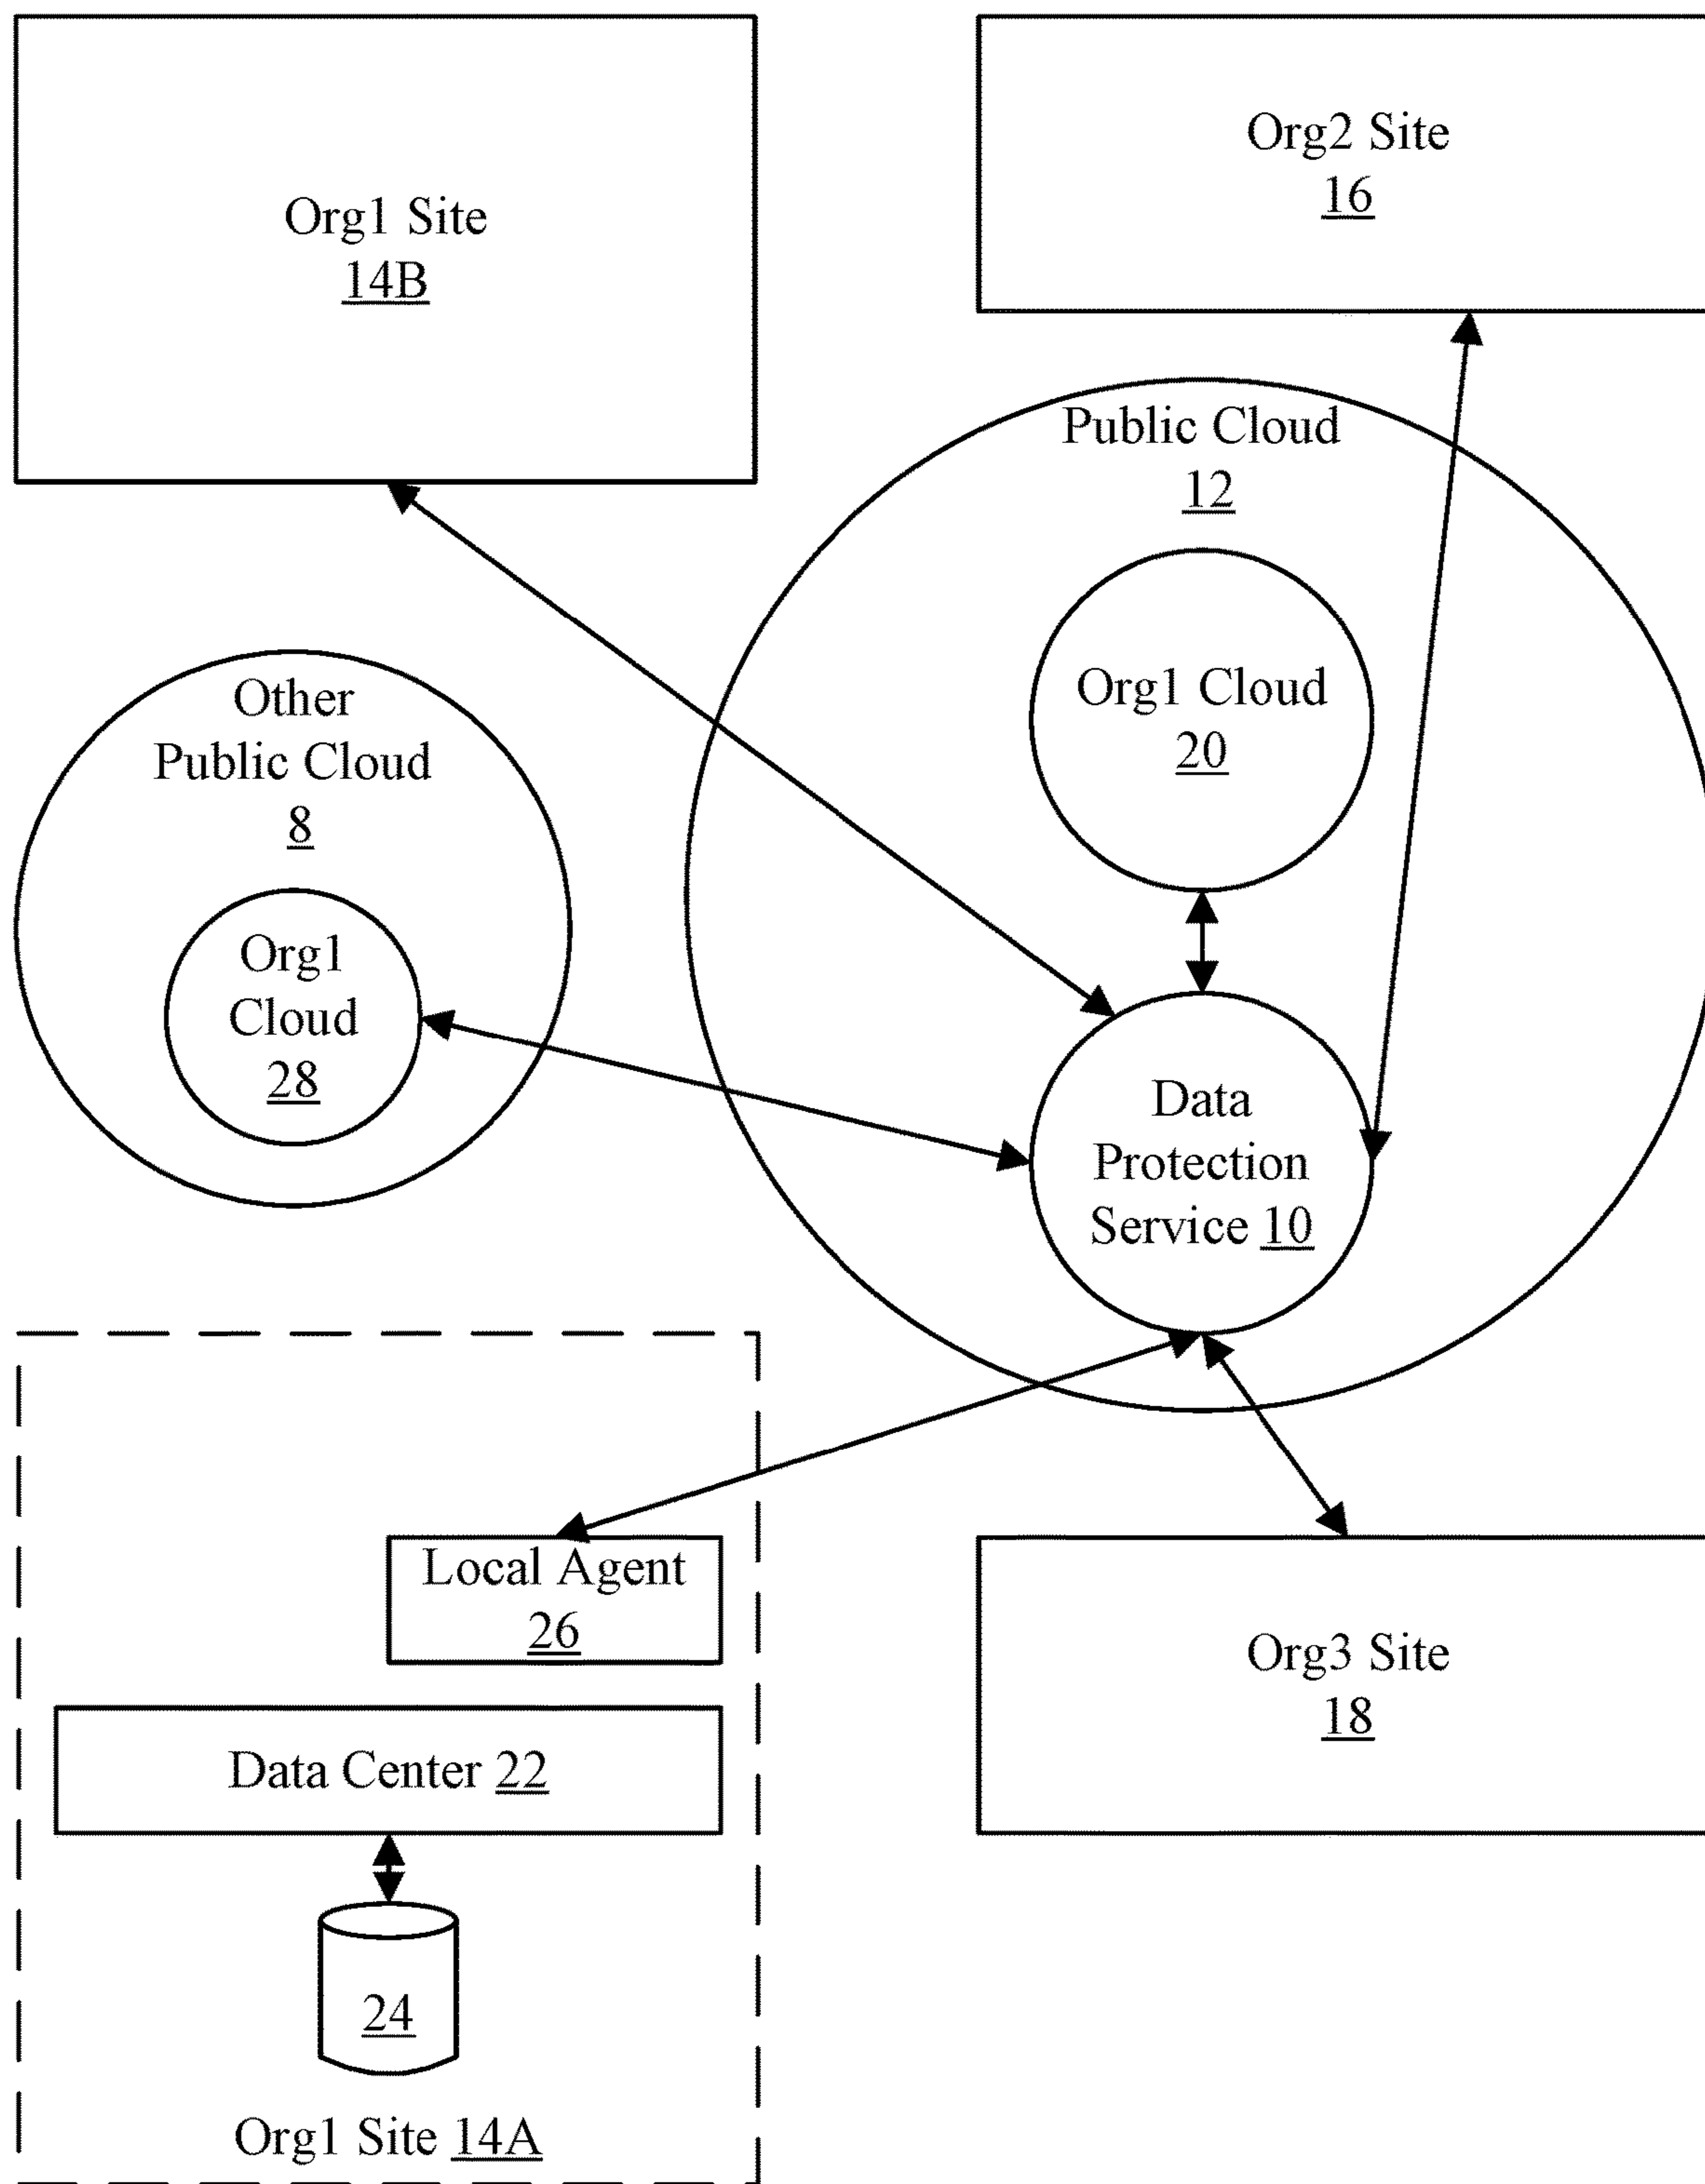 Org1 Site
14B
Org2 Site
16
Public Cloud
12
Org1 Cloud
20
Other
Public Cloud
8
Org1
Cloud
28
Data
Protection
Service 10
Local Agent
26
Data Center 22
24
Org1 Site 14A
Org3 Site
18